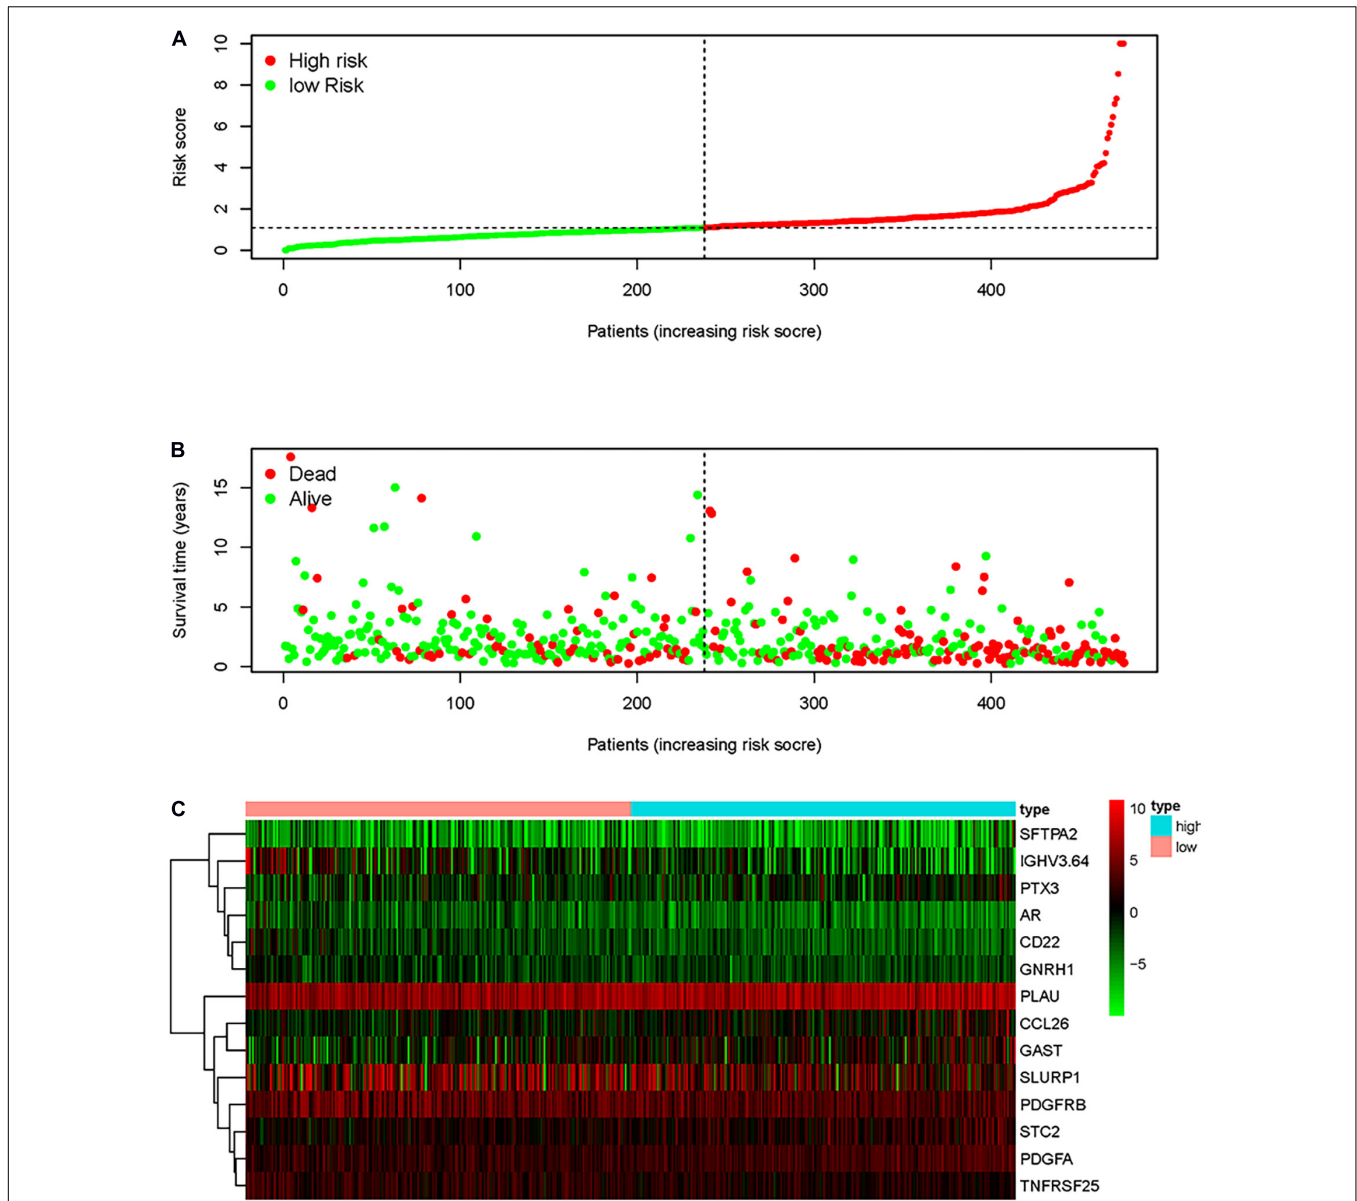 A
10
8
6
4
2
0
Risk score
High risk
low Risk
0 100 200 300 400
Patients (increasing risk socre)
B
15
10
5
0
Survival time (years)
Dead
Alive
0 100 200 300 400
Patients (increasing risk socre)
C
type
SFTPA2
IGHV3.64
PTX3
AR
CD22
GNRH1
PLAU
CCL26
GAST
SLURP1
PDGFRB
STC2
PDGFA
TNFRSF25
10
5
0
−5
type
high
low